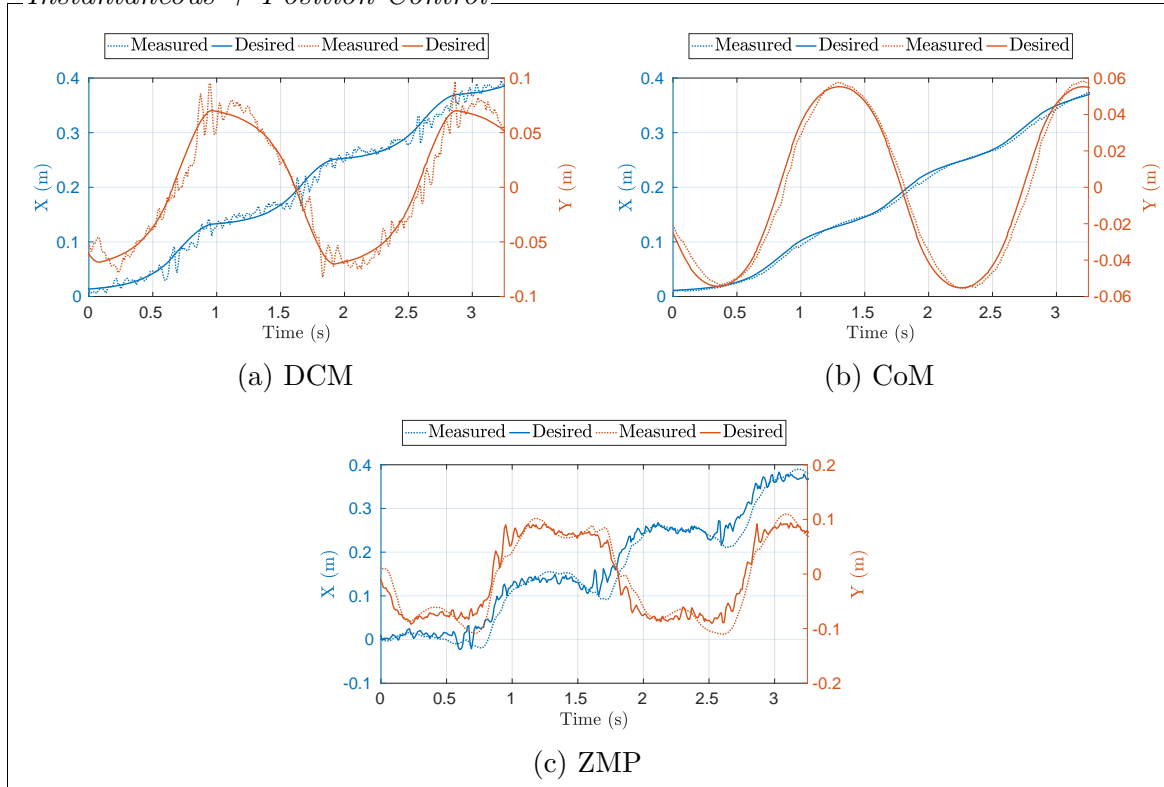 Instantaneous + Position Control
Measured Desired Measured Desired
0.4
0.3
0.2
0.1
0
X (m)
0.1
0.05
0
-0.05
-0.1
Y (m)
0 0.5 1 1.5 2 2.5 3
Time (s)
(a) DCM
Measured Desired Measured Desired
0.4
0.3
0.2
0.1
0
X (m)
0.06
0.04
0.02
0
-0.02
-0.04
-0.06
Y (m)
0 0.5 1 1.5 2 2.5 3
Time (s)
(b) CoM
Measured Desired Measured Desired
0.4
0.3
0.2
0.1
0
-0.1
X (m)
0.2
0.1
0
-0.1
-0.2
Y (m)
0 0.5 1 1.5 2 2.5 3
Time (s)
(c) ZMP